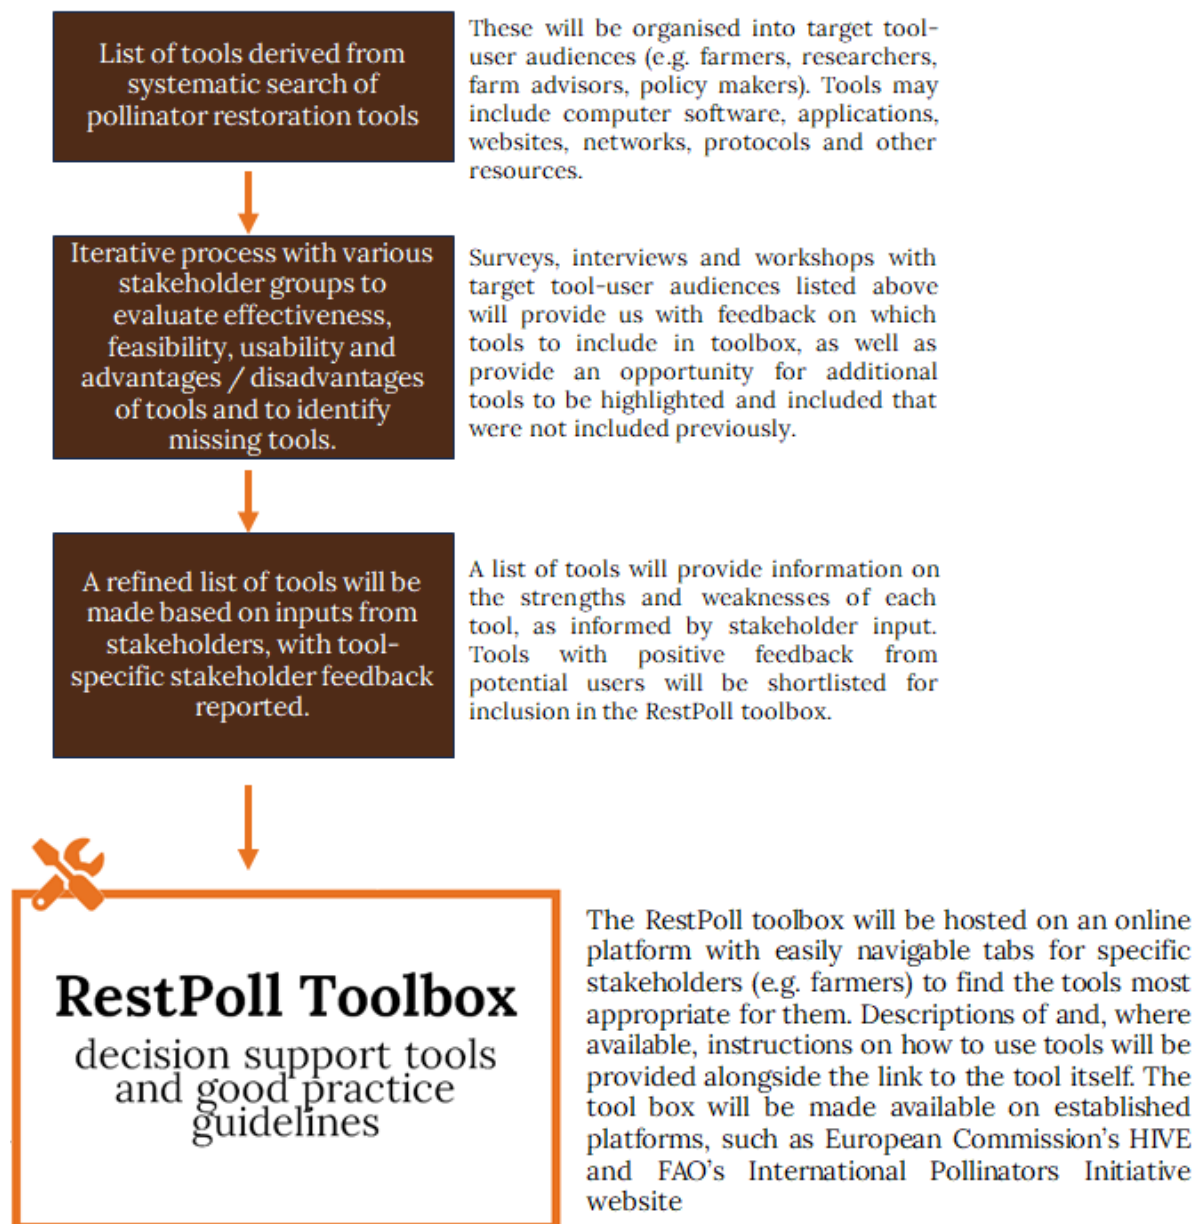 List of tools derived from
systematic search of
pollinator restoration tools
These will be organised into target tool-
user audiences (e.g. farmers, researchers,
farm advisors, policy makers). Tools may
include computer software, applications,
websites, networks, protocols and other
resources.
Iterative process with various
stakeholder groups to
evaluate effectiveness,
feasibility, usability and
advantages / disadvantages
of tools and to identify
missing tools.
Surveys, interviews and workshops with
target tool-user audiences listed above
will provide us with feedback on which
tools to include in toolbox, as well as
provide an opportunity for additional
tools to be highlighted and included that
were not included previously.
A refined list of tools will be
made based on inputs from
stakeholders, with tool-
specific stakeholder feedback
reported.
A list of tools will provide information on
the strengths and weaknesses of each
tool, as informed by stakeholder input.
Tools with positive feedback from
potential users will be shortlisted for
inclusion in the RestPoll toolbox.
RestPoll Toolbox
decision support tools
and good practice
guidelines
The RestPoll toolbox will be hosted on an online
platform with easily navigable tabs for specific
stakeholders (e.g. farmers) to find the tools most
appropriate for them. Descriptions of and, where
available, instructions on how to use tools will be
provided alongside the link to the tool itself. The
tool box will be made available on established
platforms, such as European Commission's HIVE
and FAO's International Pollinators Initiative
website